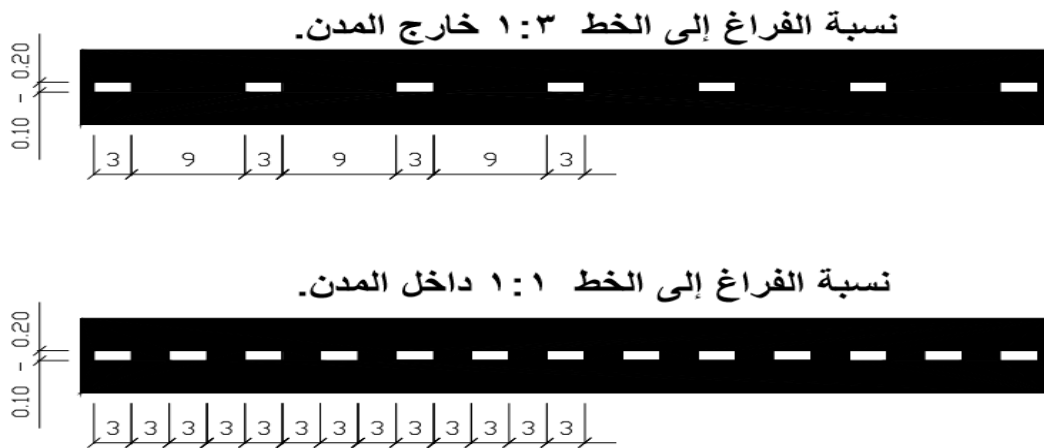 نسبة الفراغ إلى الخط ١:٣ خارج المدن.
0.10 - 0.20
3 9 3 9 3 9 3
نسبة الفراغ إلى الخط ١:١ داخل المدن.
0.10 - 0.20
3 3 3 3 3 3 3 3 3 3 3 3 3